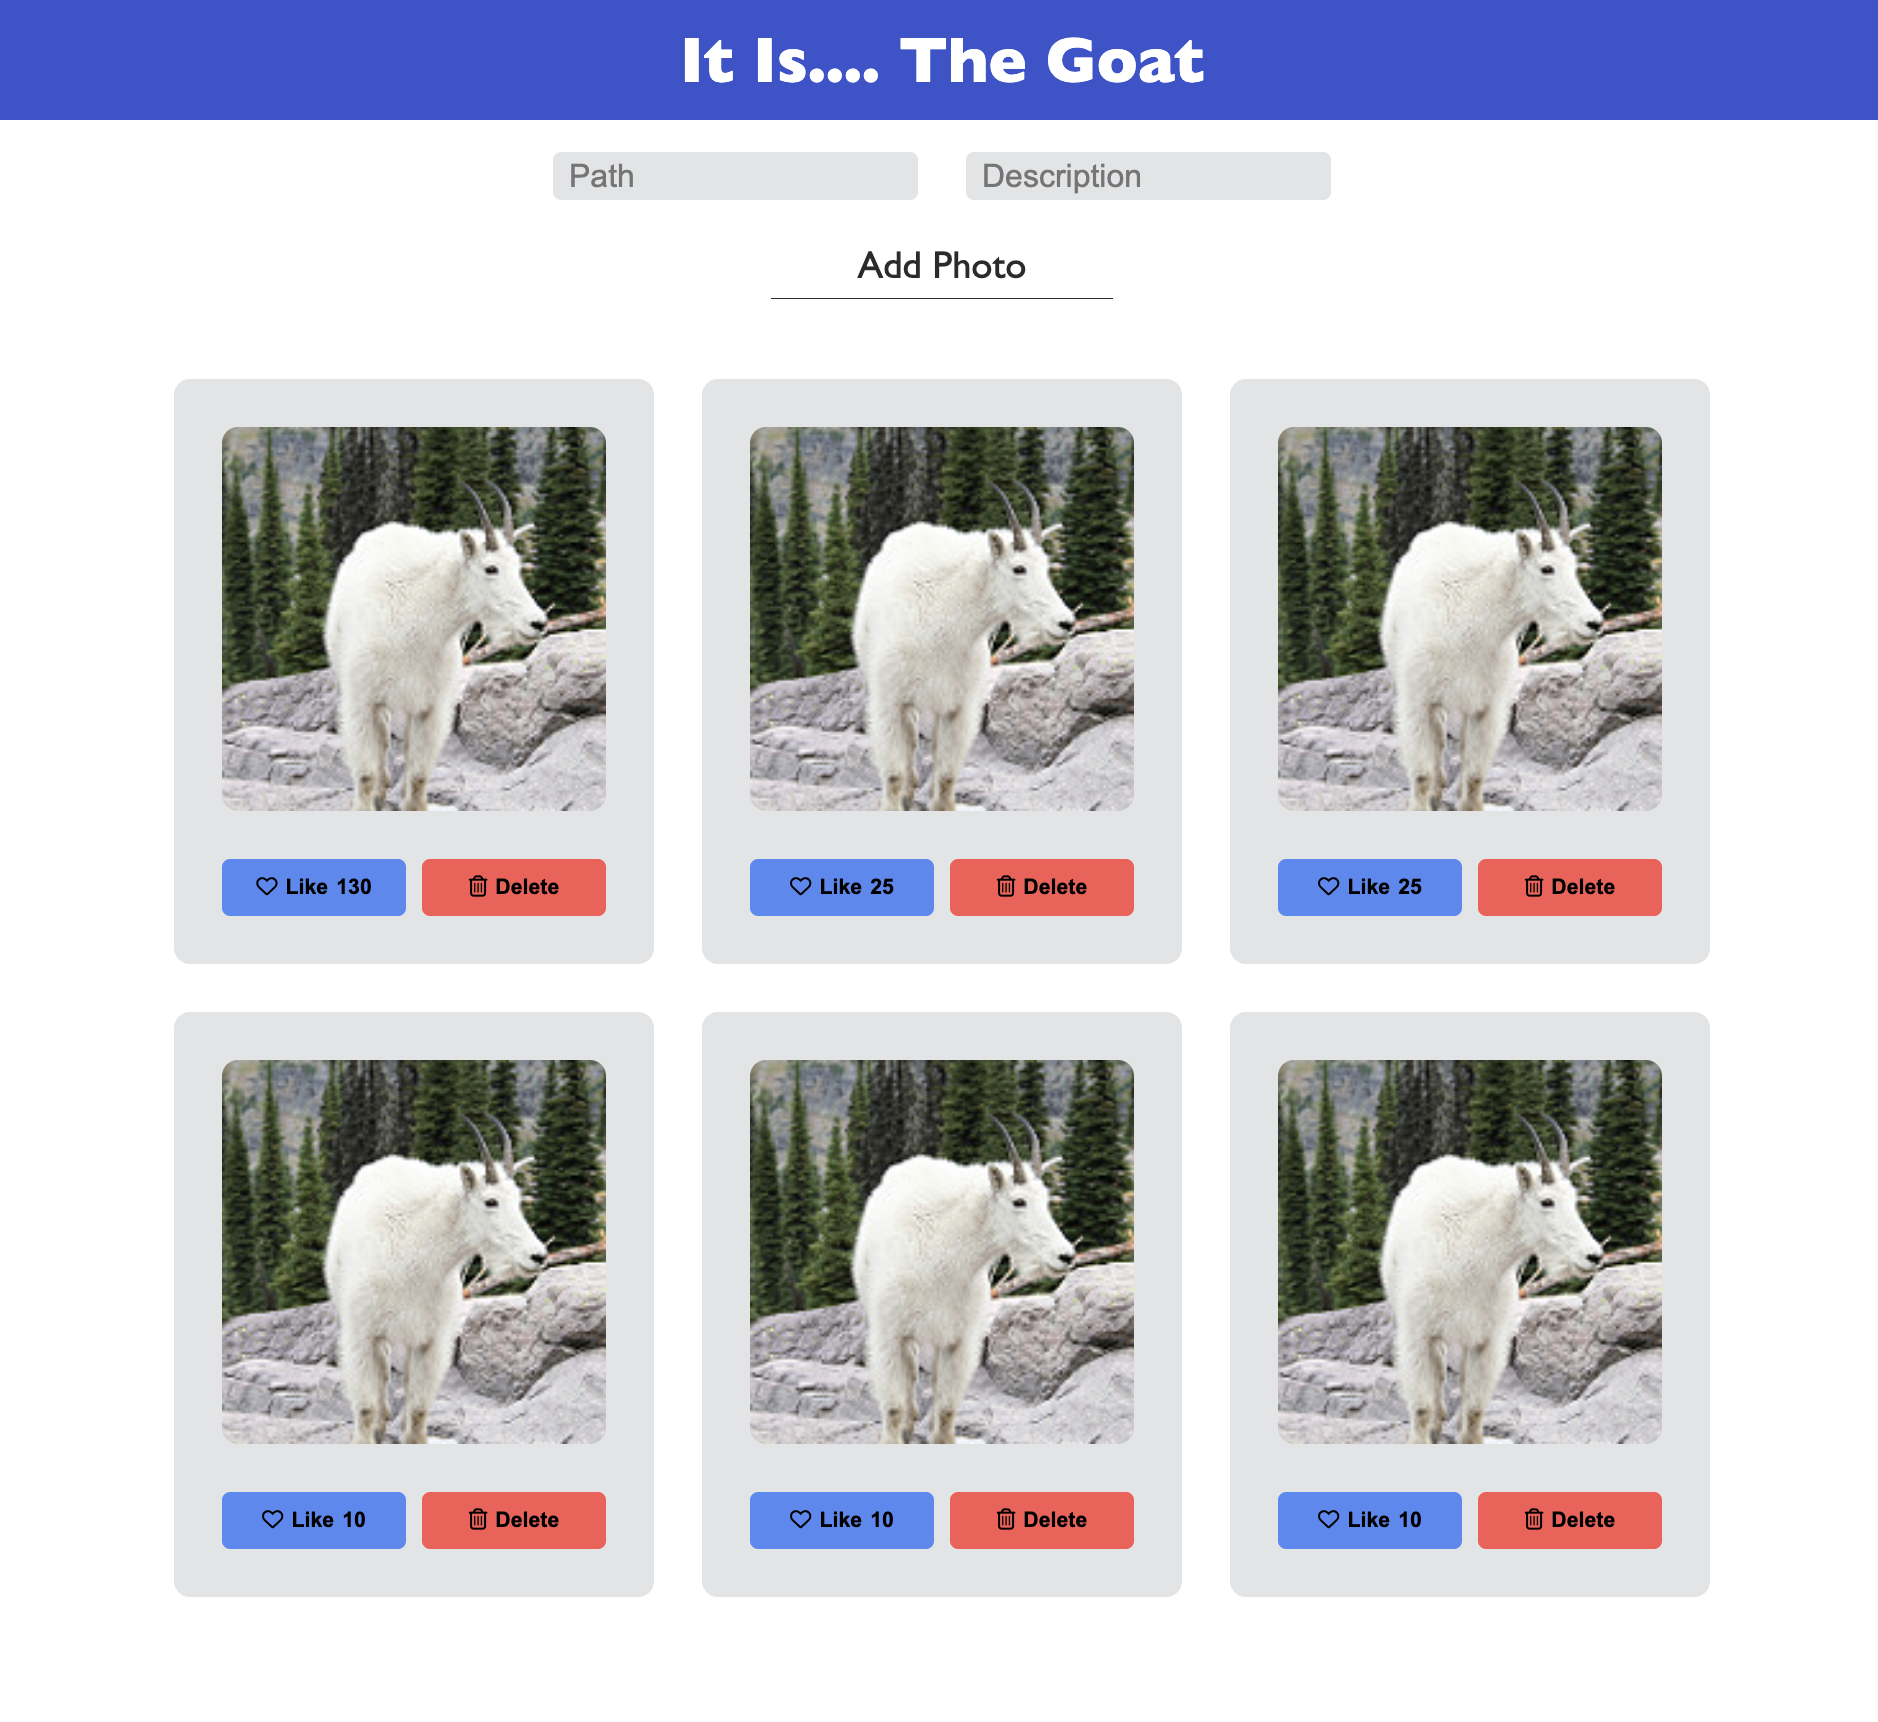 It Is.... The Goat
Path Description
Add Photo
Like 130 Delete Like 25 Delete Like 25 Delete
Like 10 Delete Like 10 Delete Like 10 Delete